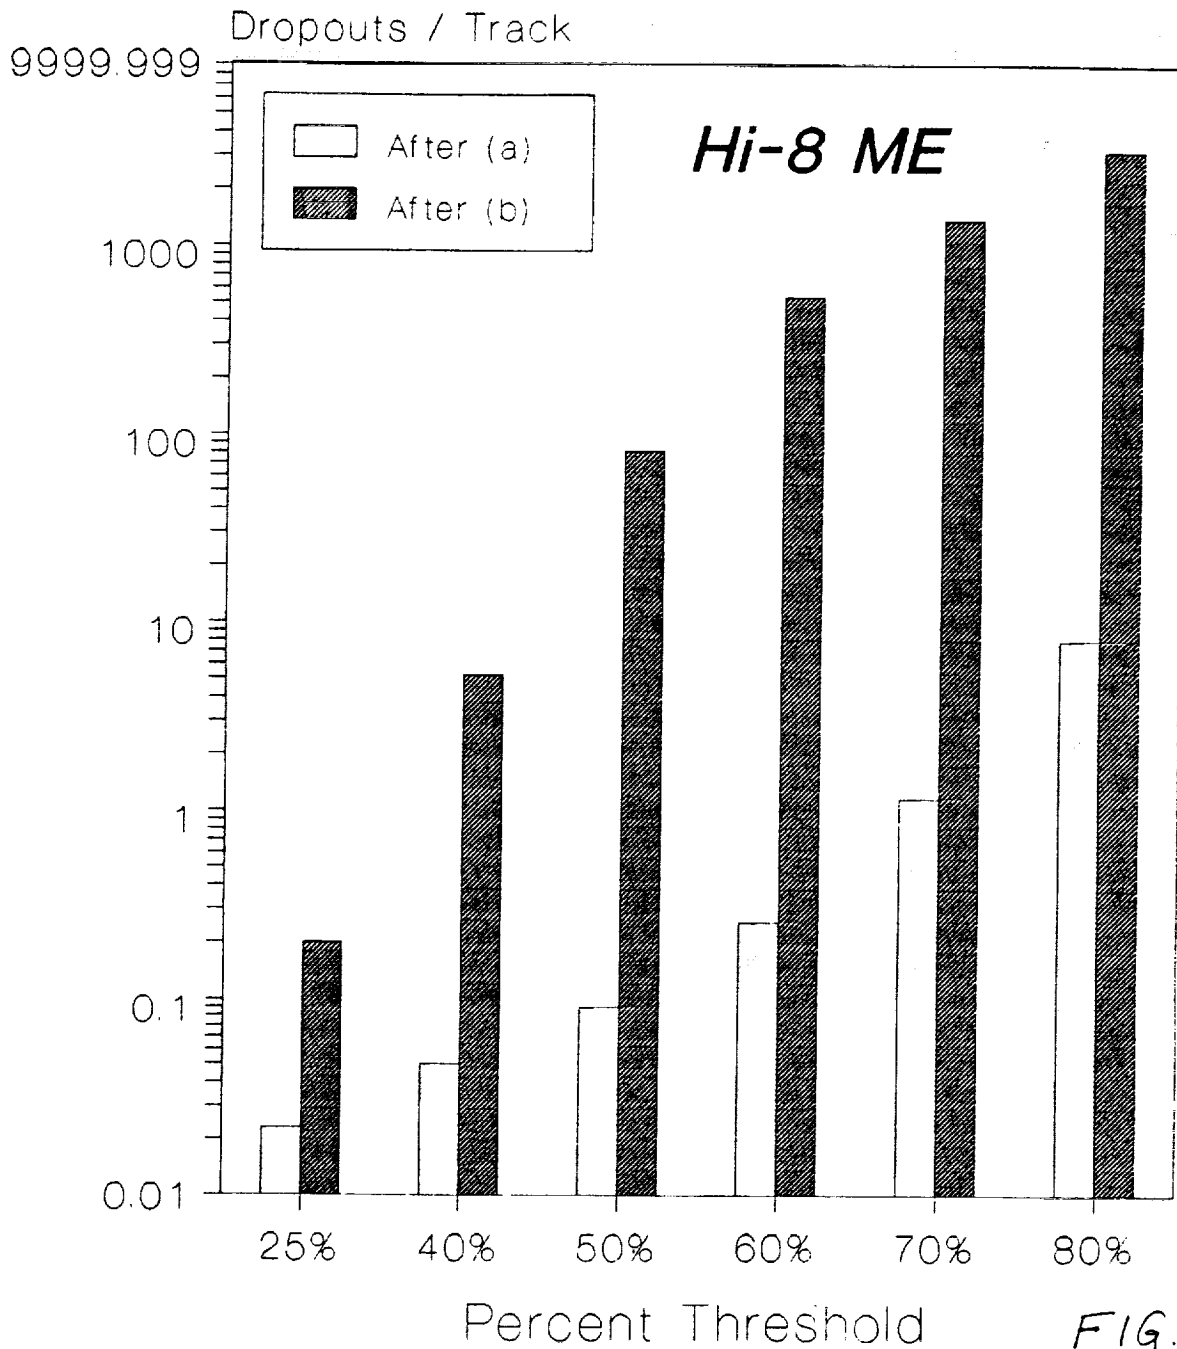 Dropouts / Track
9999.999
After (a)
After (b)
Hi-8 ME
1000
100
10
1
0.1
0.01
25% 40% 50% 60% 70% 80%
Percent Threshold
FIG.